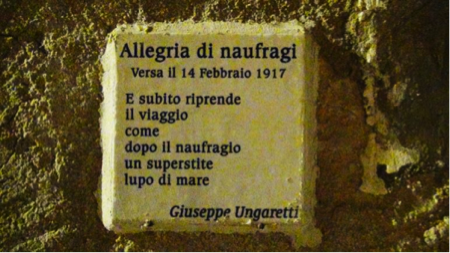 Allegria di naufragi
Versa il 14 Febbraio 1917
E subito riprende
il viaggio
come
dopo il naufragio
un superstite
lupo di mare
Giuseppe Ungaretti